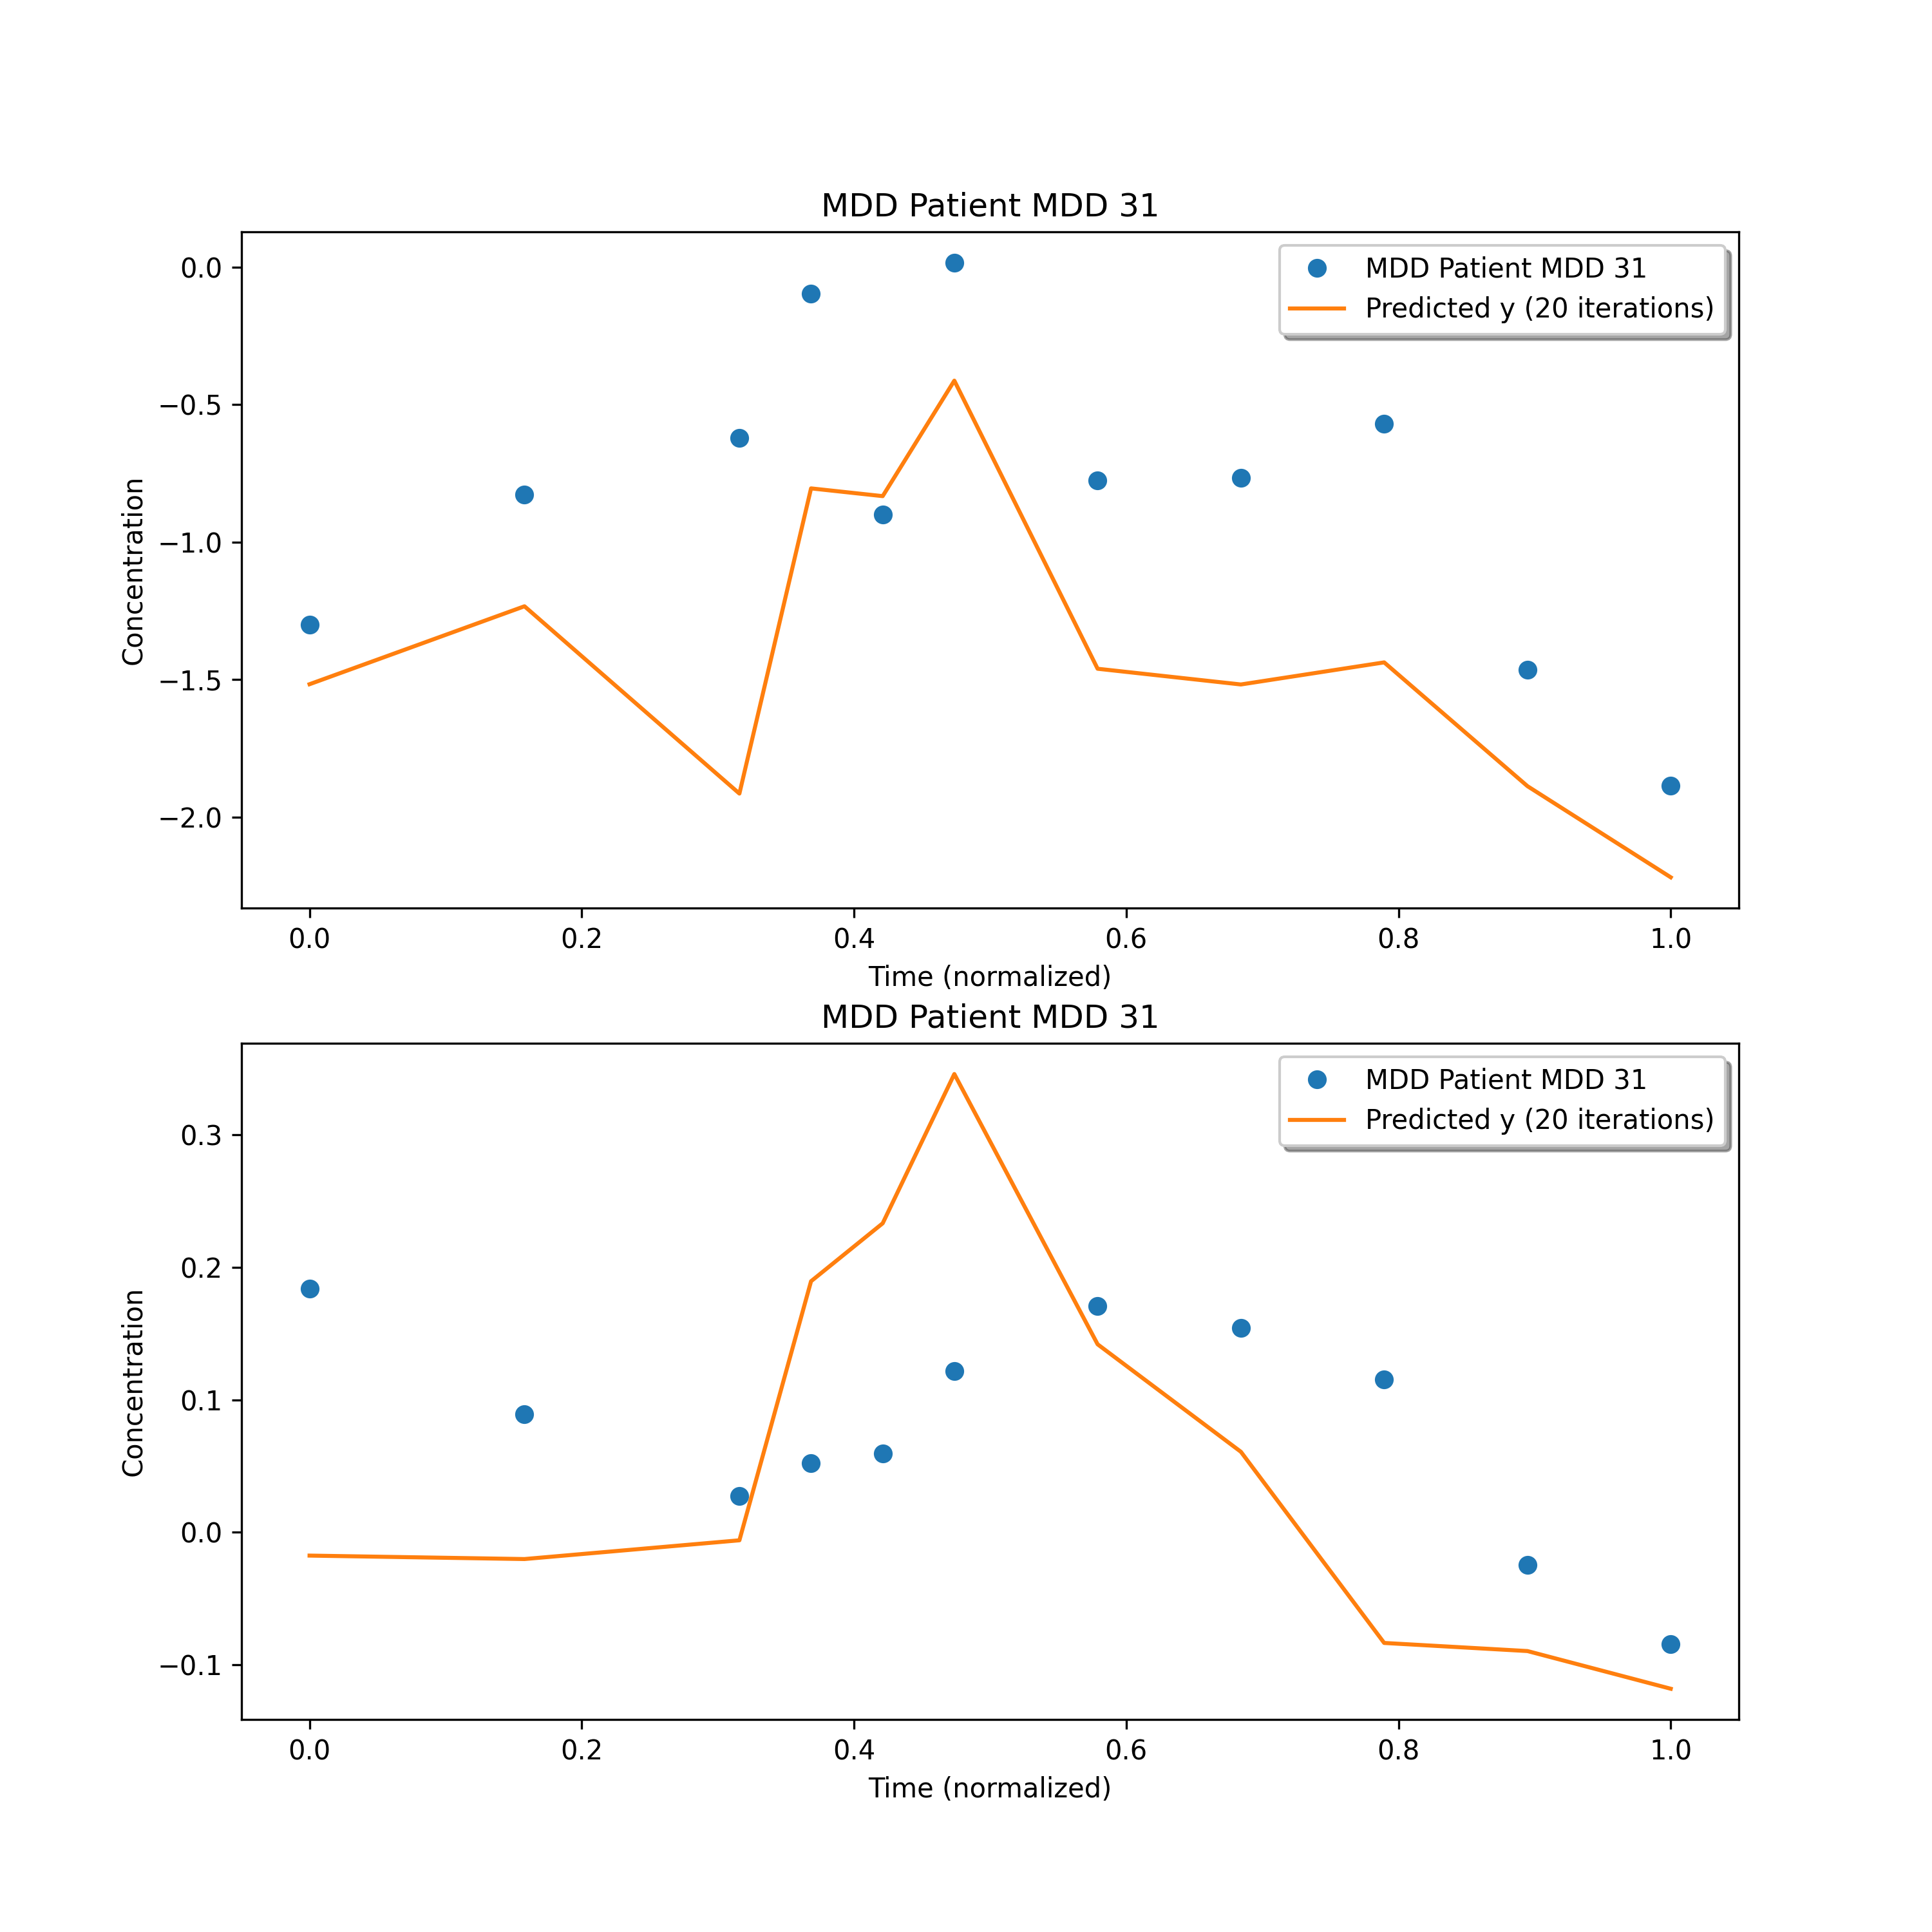 MDD Patient MDD 31
MDD Patient MDD 31
Predicted y (20 iterations)
0.0
−0.5
−1.0
−1.5
−2.0
Concentration
0.0 0.2 0.4 0.6 0.8 1.0
Time (normalized)
MDD Patient MDD 31
MDD Patient MDD 31
Predicted y (20 iterations)
0.3
0.2
0.1
0.0
−0.1
Concentration
0.0 0.2 0.4 0.6 0.8 1.0
Time (normalized)